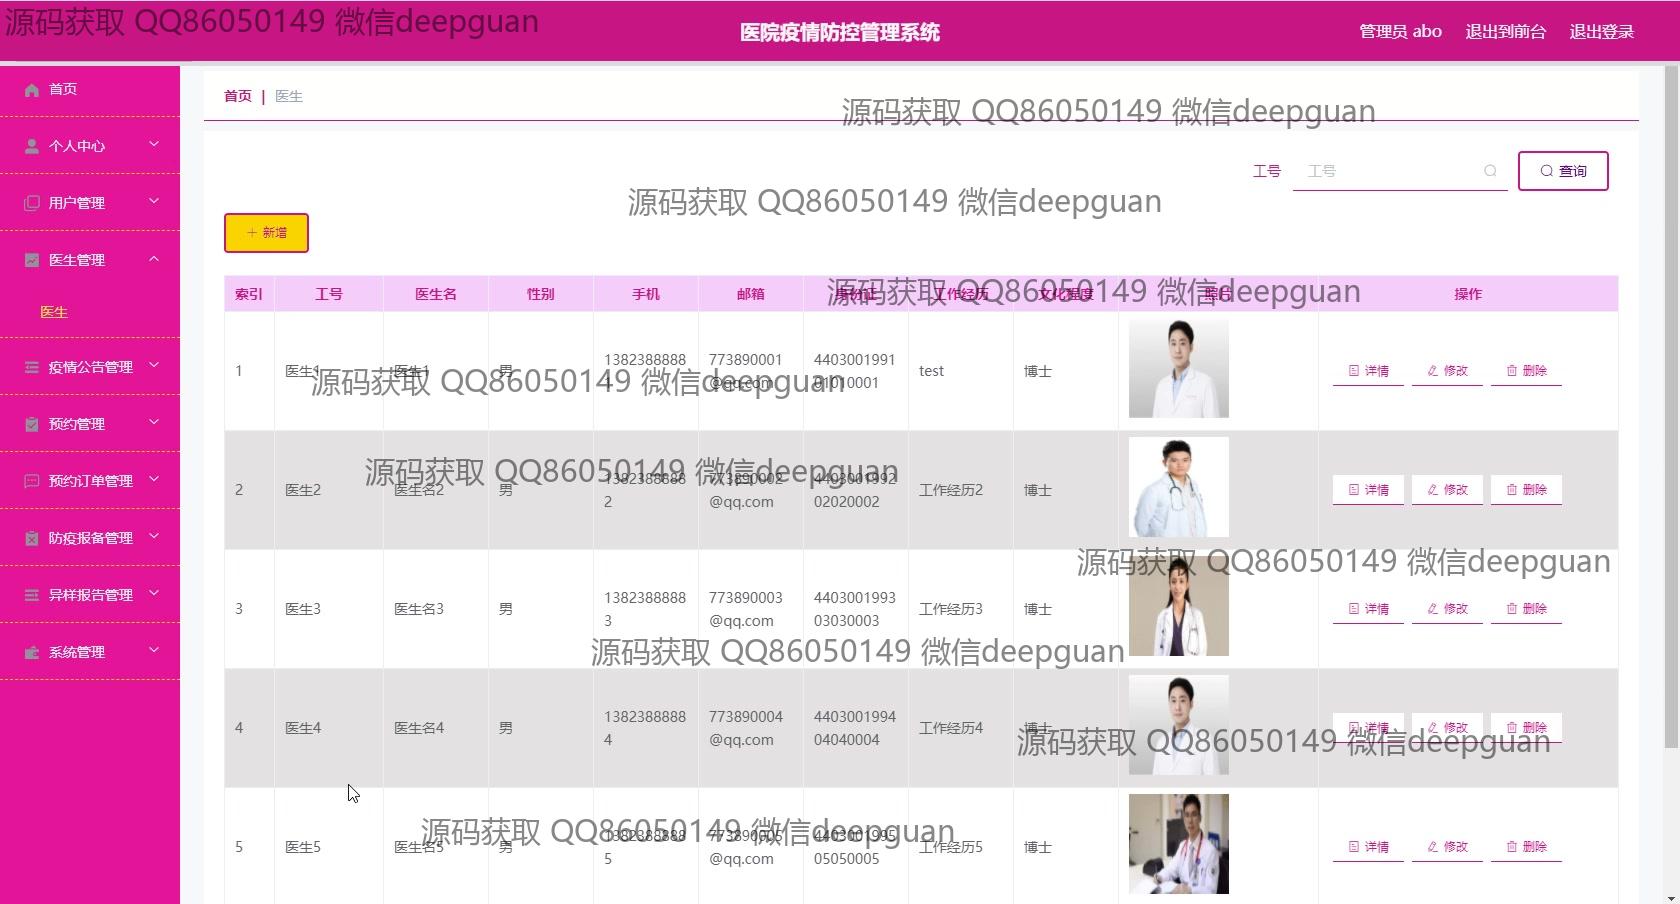 源码获取 QQ86050149 微信deepguan
医院疫情防控管理系统
管理员 abo 退出到前台 退出登录
首页
个人中心
用户管理
医生管理
医生
疫情公告管理
预约管理
预约订单管理
防疫报备管理
异样报告管理
系统管理
首页 | 医生
源码获取 QQ86050149 微信deepguan
工号 工号 查询
源码获取 QQ86050149 微信deepguan
+ 新增
索引 工号 医生名 性别 手机 邮箱 身份证 工作经历 文化程度 照片 操作
源码获取 QQ86050149 微信deepguan
1 医生1 医生1 男 1382388888 773890001 4403001991 test 博士 详情 修改 删除
@qq.com 01010001
源码获取 QQ86050149 微信deepguan
源码获取 QQ86050149 微信deepguan
2 医生2 医生名2 男 1382388888 773890002 4403001992 工作经历2 博士 详情 修改 删除
2 @qq.com 02020002
源码获取 QQ86050149 微信deepguan
3 医生3 医生名3 男 1382388888 773890003 4403001993 工作经历3 博士 详情 修改 删除
3 @qq.com 03030003
源码获取 QQ86050149 微信deepguan
4 医生4 医生名4 男 1382388888 773890004 4403001994 工作经历4 博士 详情 修改 删除
4 @qq.com 04040004
源码获取 QQ86050149 微信deepguan
源码获取 QQ86050149 微信deepguan
5 医生5 医生名5 男 1382388888 773890005 4403001995 工作经历5 博士 详情 修改 删除
5 @qq.com 05050005